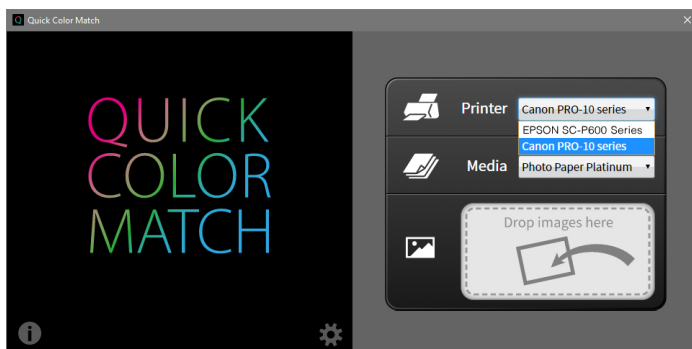 Quick Color Match
QUICK
COLOR
MATCH
Printer
Canon PRO-10 series
EPSON SC-P600 Series
Canon PRO-10 series
Media
Photo Paper Platinum
Drop images here